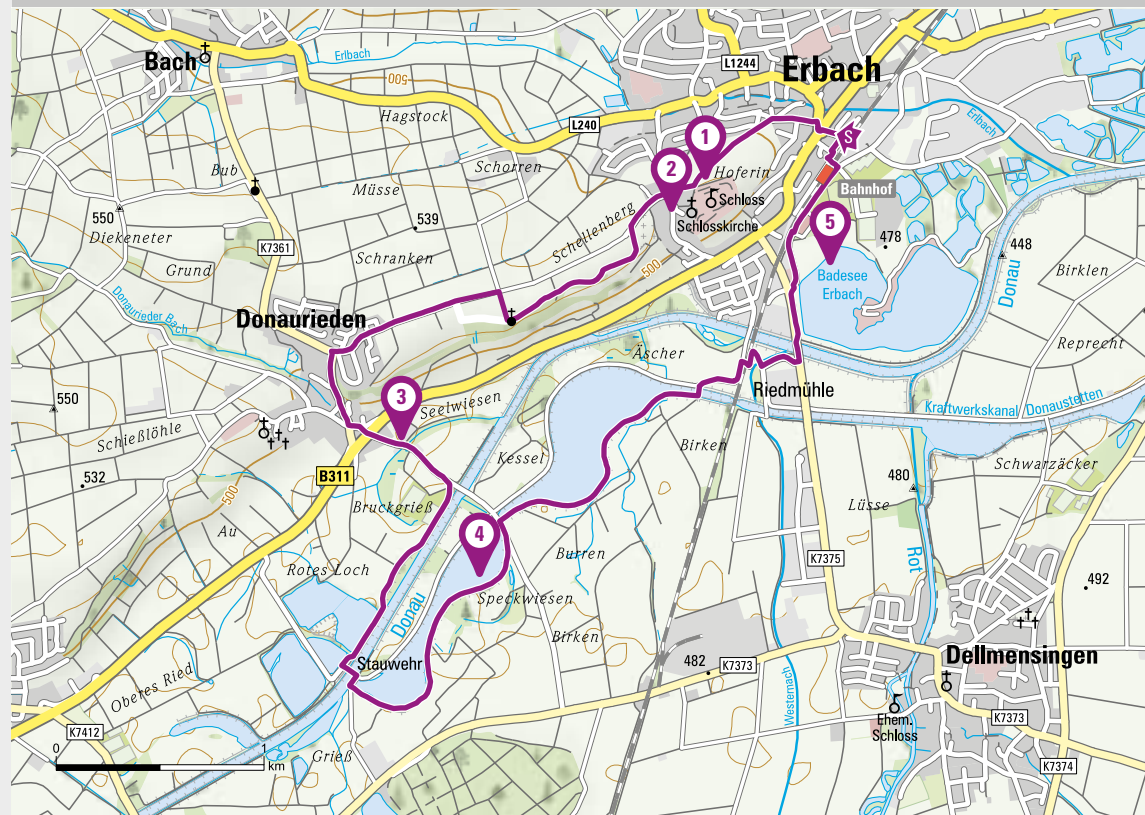 Bach
Erlbach
500
Hagstock
L1244
Erbach
L240
Erlbach
S
1
2
Hoferin
Schloss
Schlosskirche
Bahnhof
Schorren
Bub
Müsse
550
Diekeneter
539
K7361
Schellenberg
Schranken
Grund
500
5
478
Badesee
Erbach
448
Donau
Birklen
Donaurieder Bach
Donaurieden
Äscher
Reprecht
Riedmühle
Kraftwerkskanal Donaustetten
3
Seelwiesen
550
Schießlöhle
532
500
B311
Kessel
Birken
Schwarzäcker
480
Lüsse
Au
Bruckgrieß
4
Burren
Rotes Loch
Speckwiesen
Donau
Birken
K7375
Rot
492
Stauwehr
482
K7373
Westernach
Dellmensingen
Oberes Ried
Ehem.
Schloss
K7373
K7412
Grieß
K7374
0
1
km